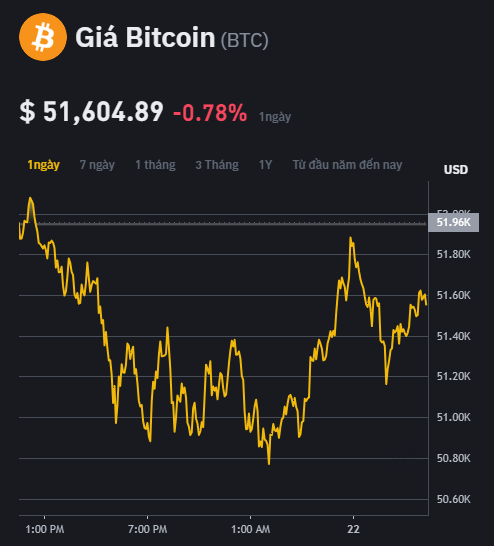 Giá Bitcoin (BTC)
$ 51,604.89 -0.78% 1ngày
1ngày 7 ngày 1 tháng 3 Tháng 1Y Từ đầu năm đến nay
USD
51.96K
51.80K
51.60K
51.40K
51.20K
51.00K
50.80K
50.60K
1:00 PM 7:00 PM 1:00 AM 22